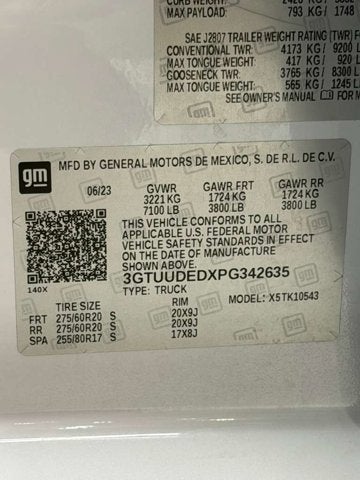 MAX PAYLOAD: 793 KG / 1748
SAE J2807 TRAILER WEIGHT RATING (TWR) F
CONVENTIONAL TWR: 4173 KG / 9200
MAX TONGUE WT: 417 KG / 920
GOOSENECK TWR: 3765 KG / 8300 L
MAX TONGUE WT: 565 KG / 1245 L
SEE OWNER'S MANUAL FOR M
gm MFD BY GENERAL MOTORS DE MEXICO, S. DE R.L. DE C.V.
06/23 GVWR GAWR FRT GAWR RR
3221 KG 1724 KG 1724 KG
7100 LB 3800 LB 3800 LB
THIS VEHICLE CONFORMS TO ALL
APPLICABLE U.S. FEDERAL MOTOR
VEHICLE SAFETY STANDARDS IN EFFECT
ON THE DATE OF MANUFACTURE
SHOWN ABOVE.
3GTUUDEDXPG342635
140X TYPE: TRUCK MODEL: X5TK10543
TIRE SIZE RIM
FRT 275/60R20 S 20X9J
RR 275/60R20 S 20X9J
SPA 255/80R17 S 17X8J